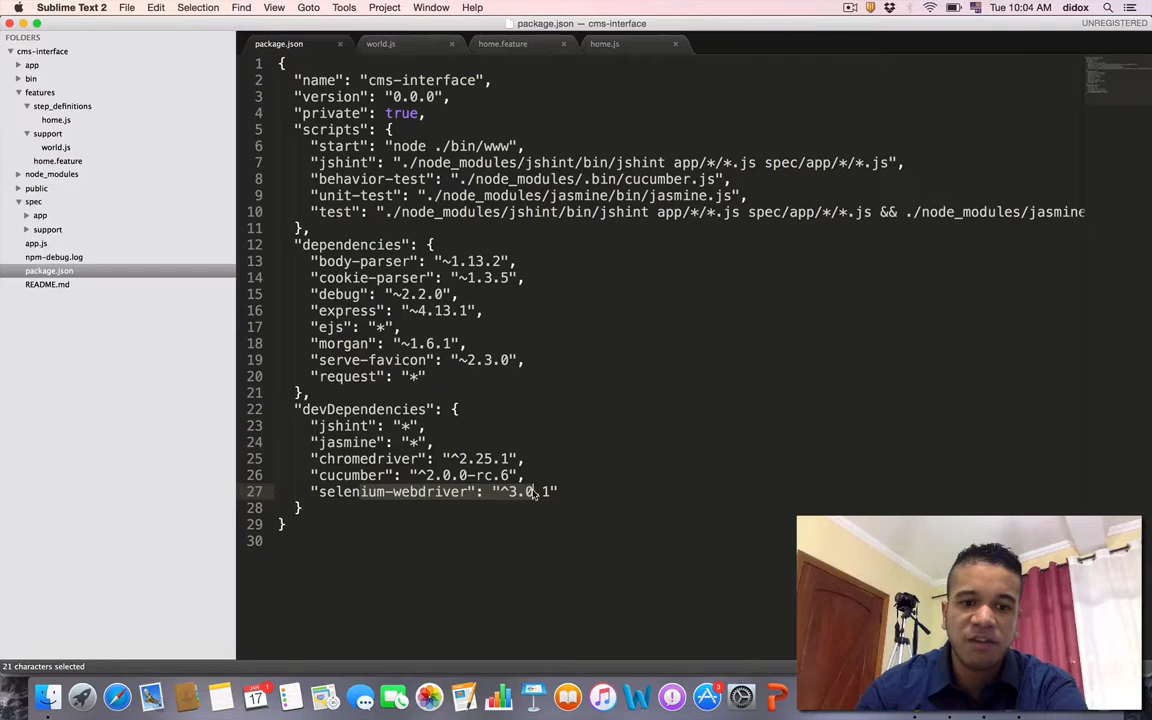 Sublime Text 2 File Edit Selection Find View Goto Tools Project Window Help Tue 10:04 AM didox
package.json — cms-interface UNREGISTERED
FOLDERS
cms-interface
app
bin
features
step_definitions
home.js
support
world.js
home.feature
node_modules
public
spec
app
support
app.js
npm-debug.log
package.json
README.md
package.json world.js home.feature home.js
1 {
2 "name": "cms-interface",
3 "version": "0.0.0",
4 "private": true,
5 "scripts": {
6 "start": "node ./bin/www",
7 "jshint": "./node_modules/jshint/bin/jshint app/*/*.js spec/app/*/*.js",
8 "behavior-test": "./node_modules/.bin/cucumber.js",
9 "unit-test": "./node_modules/jasmine/bin/jasmine.js",
10 "test": "./node_modules/jshint/bin/jshint app/*/*.js spec/app/*/*.js && ./node_modules/jasmine
11 },
12 "dependencies": {
13 "body-parser": "~1.13.2",
14 "cookie-parser": "~1.3.5",
15 "debug": "~2.2.0",
16 "express": "~4.13.1",
17 "ejs": "*",
18 "morgan": "~1.6.1",
19 "serve-favicon": "~2.3.0",
20 "request": "*"
21 },
22 "devDependencies": {
23 "jshint": "*",
24 "jasmine": "*",
25 "chromedriver": "^2.25.1",
26 "cucumber": "^2.0.0-rc.6",
27 "selenium-webdriver": "^3.0.1"
28 }
29 }
30
21 characters selected
JAN
17
1
3